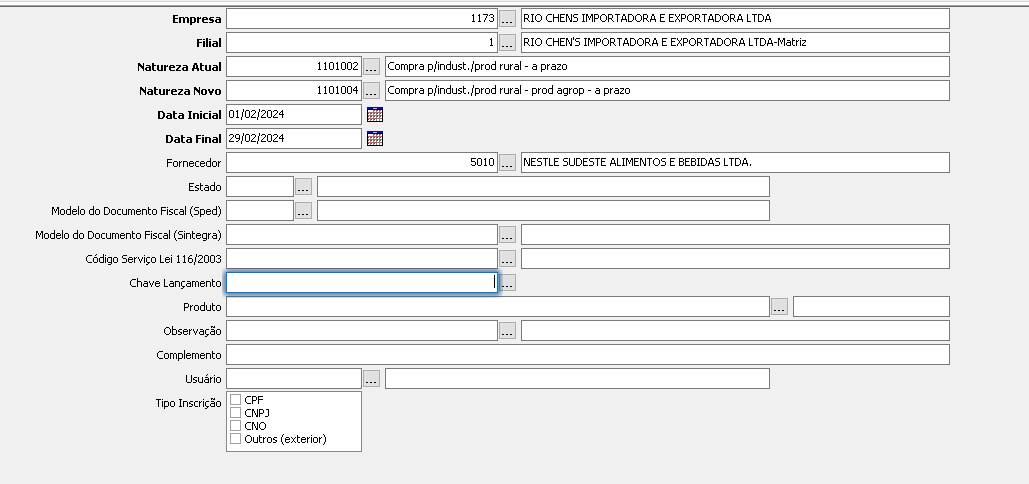 Empresa 1173 ... RIO CHENS IMPORTADORA E EXPORTADORA LTDA
Filial 1 ... RIO CHEN'S IMPORTADORA E EXPORTADORA LTDA-Matriz
Natureza Atual 1101002 ... Compra p/indust./prod rural - a prazo
Natureza Novo 1101004 ... Compra p/indust./prod rural - prod agrop - a prazo
Data Inicial 01/02/2024
Data Final 29/02/2024
Fornecedor 5010 ... NESTLE SUDESTE ALIMENTOS E BEBIDAS LTDA.
Estado ...
Modelo do Documento Fiscal (Sped) ...
Modelo do Documento Fiscal (Sintegra) ...
Código Serviço Lei 116/2003 ...
Chave Lançamento ...
Produto ...
Observação ...
Complemento
Usuário ...
Tipo Inscrição
CPF
CNPJ
CNO
Outros (exterior)